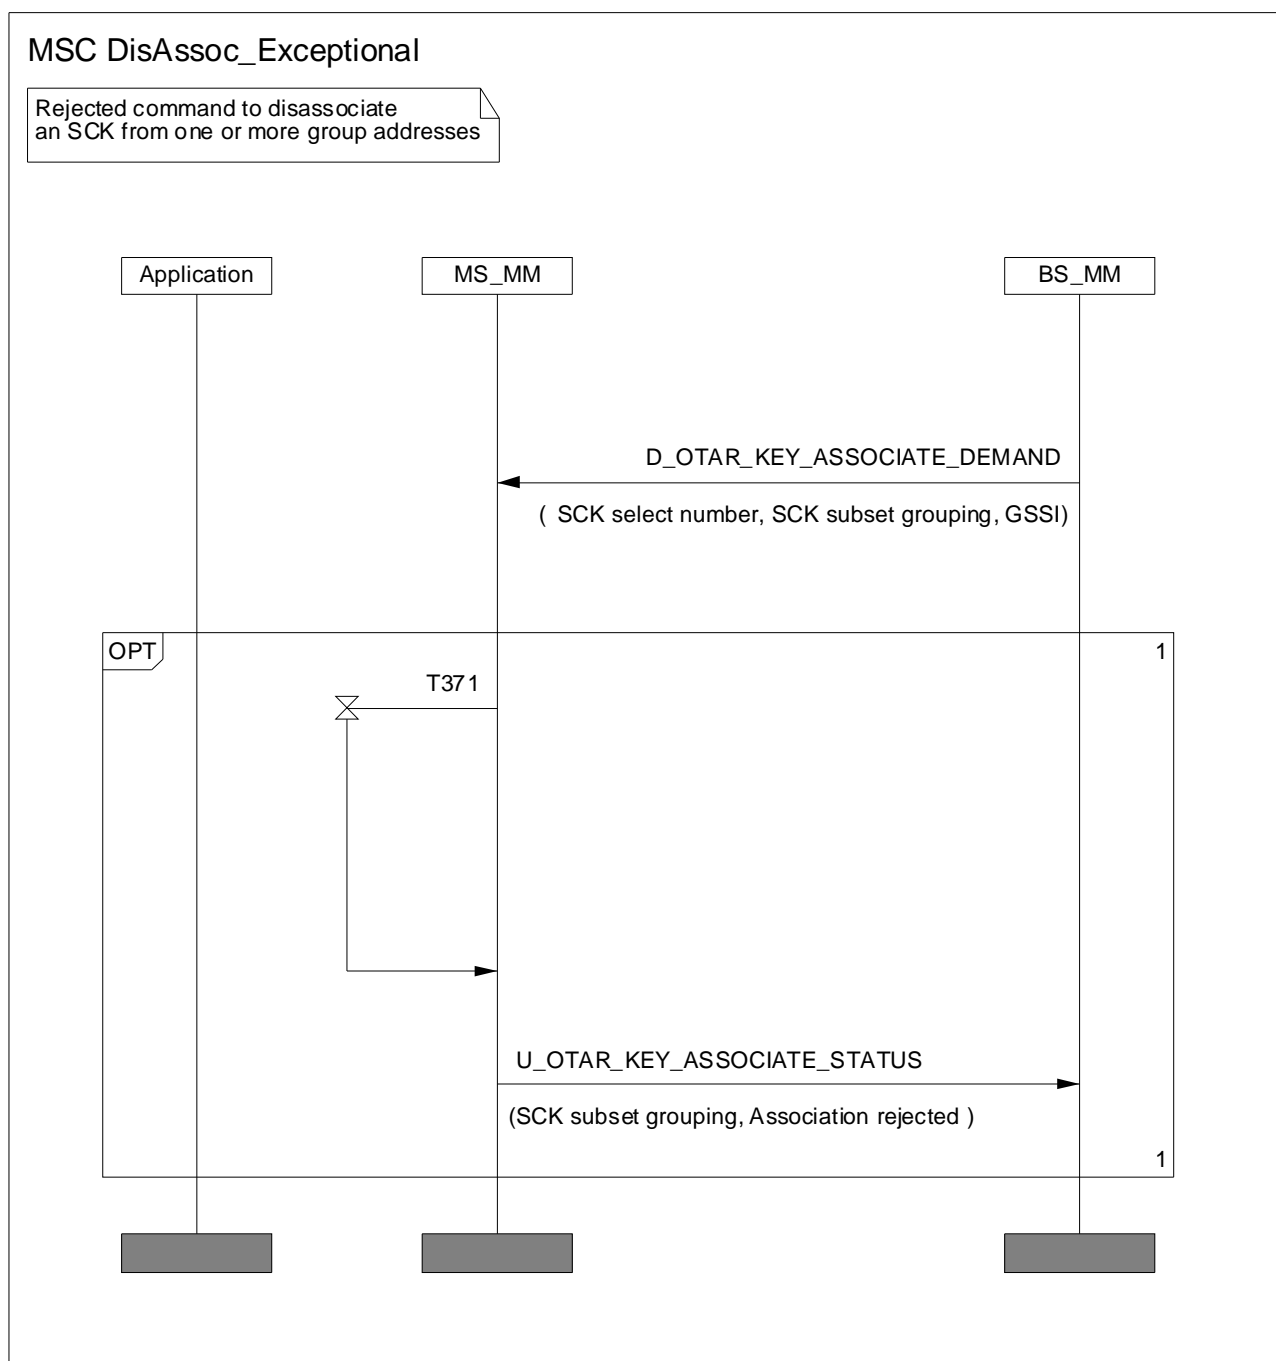 MSC DisAssoc_Exceptional
Rejected command to disassociate
an SCK from one or more group addresses
Application
MS_MM
BS_MM
D_OTAR_KEY_ASSOCIATE_DEMAND
( SCK select number, SCK subset grouping, GSSI)
OPT
1
T371
U_OTAR_KEY_ASSOCIATE_STATUS
(SCK subset grouping, Association rejected )
1